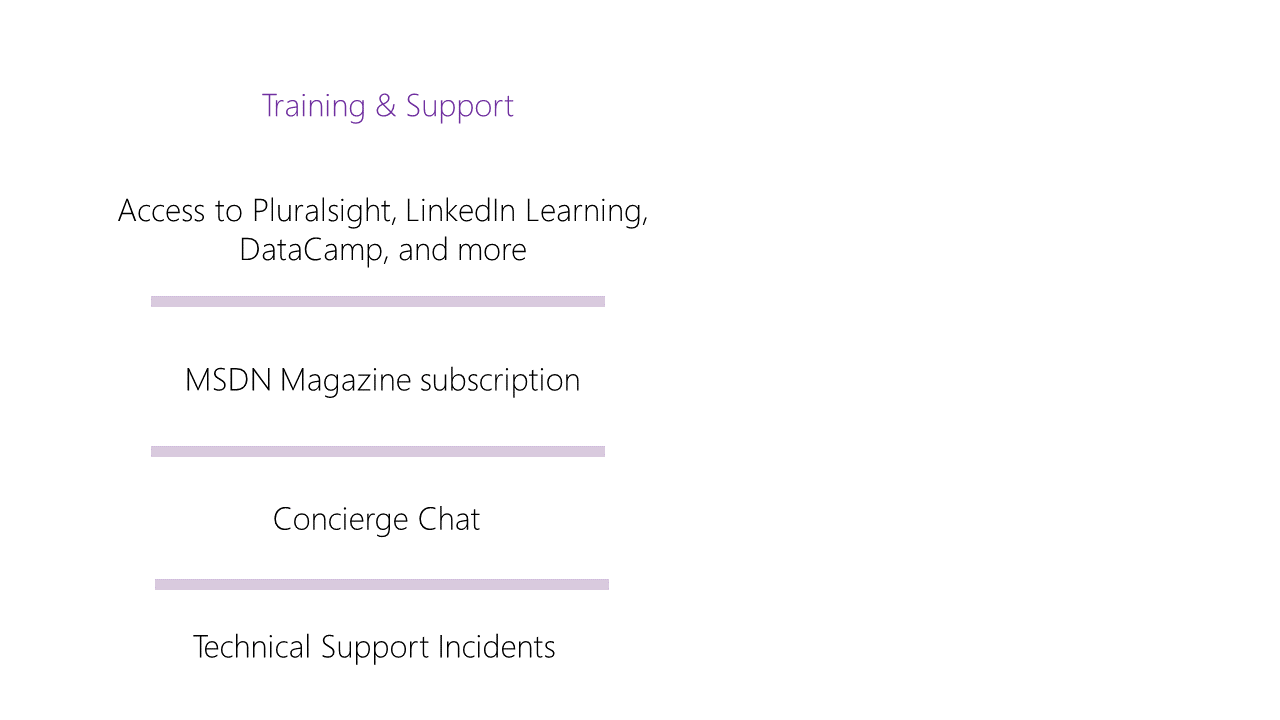 Training & Support
Access to Pluralsight, LinkedIn Learning,
DataCamp, and more
MSDN Magazine subscription
Concierge Chat
Technical Support Incidents